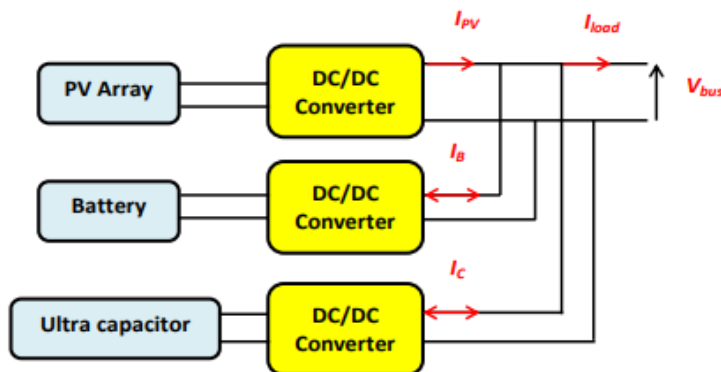 I_PV
I_load
PV Array
DC/DC
Converter
V_bus
I_B
Battery
DC/DC
Converter
I_C
Ultra capacitor
DC/DC
Converter